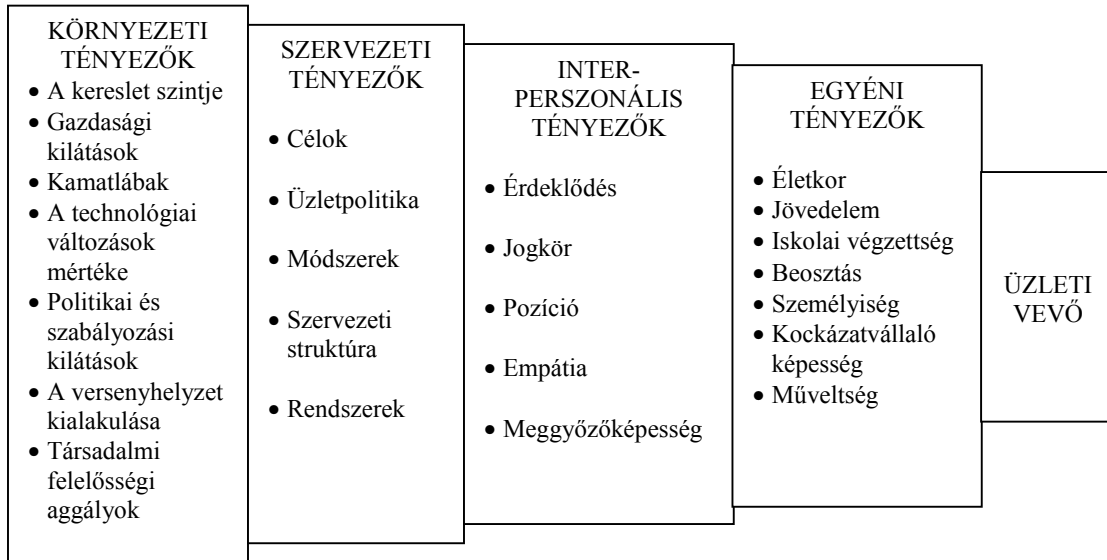 KÖRNYEZETI
TÉNYEZŐK
• A kereslet szintje
• Gazdasági
kilátások
• Kamatlábak
• A technológiai
változások
mértéke
• Politikai és
szabályozási
kilátások
• A versenyhelyzet
kialakulása
• Társadalmi
felelősségi
aggályok
SZERVEZETI
TÉNYEZŐK
• Célok
• Üzletpolitika
• Módszerek
• Szervezeti
struktúra
• Rendszerek
INTER-
PERSZONÁLIS
TÉNYEZŐK
• Érdeklődés
• Jogkör
• Pozíció
• Empátia
• Meggyőzőképesség
EGYÉNI
TÉNYEZŐK
• Életkor
• Jövedelem
• Iskolai végzettség
• Beosztás
• Személyiség
• Kockázatvállaló
képesség
• Műveltség
ÜZLETI
VEVŐ